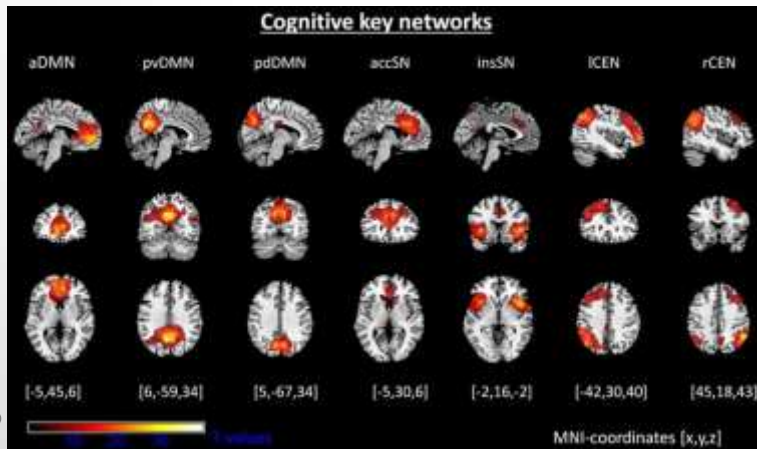 Cognitive key networks
aDMN pvDMN pdDMN accSN insSN lCEN rCEN
[-5,45,6] [6,-59,34] [5,-67,34] [-5,30,6] [-2,16,-2] [-42,30,40] [45,18,43]
values
MNI-coordinates [x,y,z]